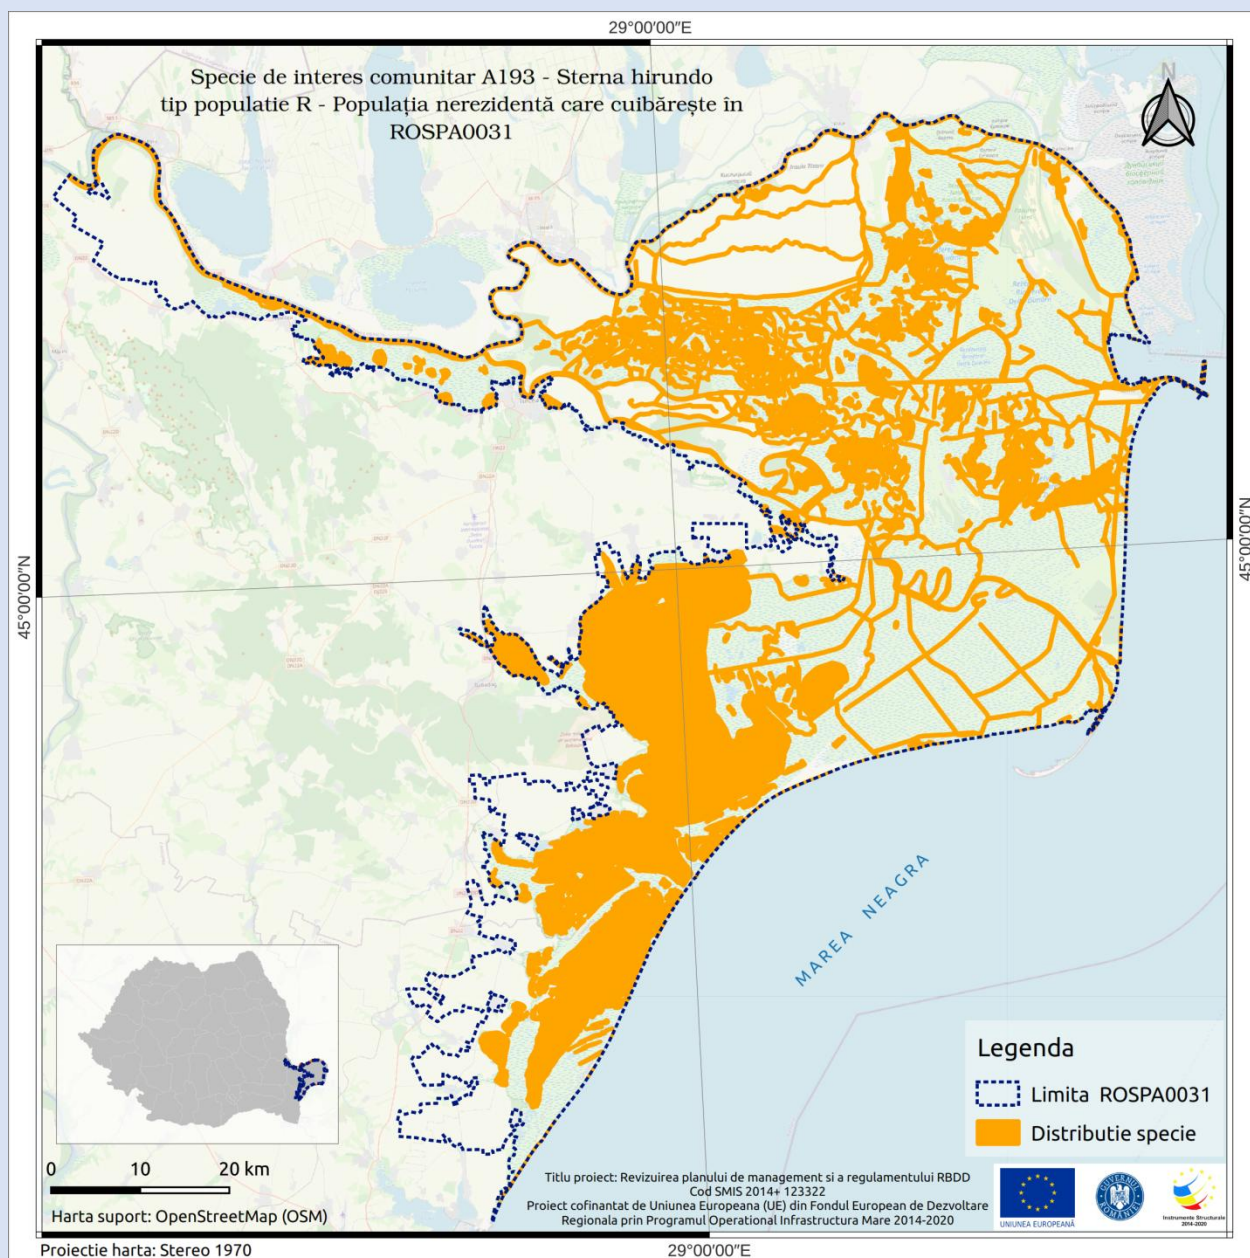 29°00′00″E
Specie de interes comunitar A193 - Sterna hirundo
tip populatie R - Populația nerezidentă care cuibărește în
ROSPA0031
N
45°00′00″N
45°00′00″N
MAREA NEAGRA
Legenda
Limita ROSPA0031
Distributie specie
0 10 20 km
Harta suport: OpenStreetMap (OSM)
Titlu proiect: Revizuirea planului de management si a regulamentului RBDD
Cod SMIS 2014+ 123322
Proiect cofinantat de Uniunea Europeana (UE) din Fondul European de Dezvoltare
Regionala prin Programul Operational Infrastructura Mare 2014-2020
UNIUNEA EUROPEANĂ
GUVERNUL ROMÂNIEI
Instrumente Structurale
2014-2020
Proiectie harta: Stereo 1970
29°00′00″E